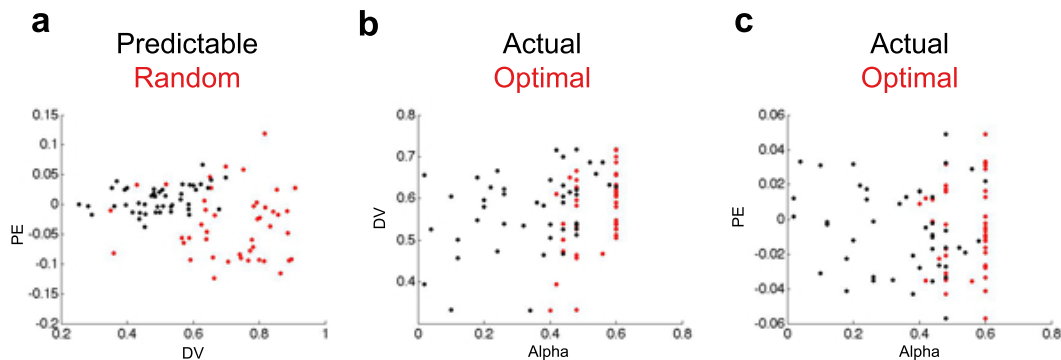 a
Predictable
Random
0.15
0.1
0.05
0
-0.05
-0.1
-0.15
-0.2
PE
0.2
0.4
0.6
0.8
1
DV
b
Actual
Optimal
0.8
0.7
0.6
0.5
0.4
DV
0
0.2
0.4
0.6
0.8
Alpha
c
Actual
Optimal
0.06
0.04
0.02
0
-0.02
-0.04
-0.06
PE
0
0.2
0.4
0.6
0.8
Alpha